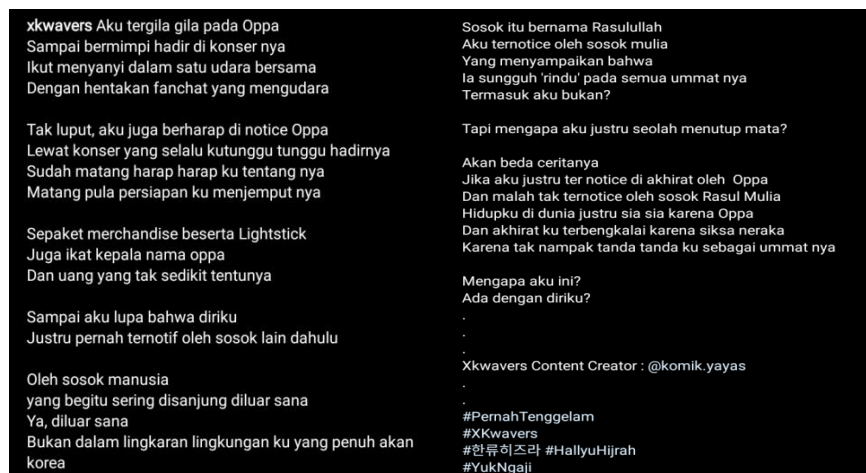 xkwavers Aku tergila gila pada Oppa
Sampai bermimpi hadir di konser nya
Ikut menyanyi dalam satu udara bersama
Dengan hentakan fanchat yang mengudara
Tak luput, aku juga berharap di notice Oppa
Lewat konser yang selalu kutunggu tunggu hadirnya
Sudah matang harap harap ku tentang nya
Matang pula persiapan ku menjemput nya
Sepaket merchandise beserta Lightstick
Juga ikat kepala nama oppa
Dan uang yang tak sedikit tentunya
Sampai aku lupa bahwa diriku
Justru pernah ternotif oleh sosok lain dahulu
Oleh sosok manusia
yang begitu sering disanjung diluar sana
Ya, diluar sana
Bukan dalam lingkaran lingkungan ku yang penuh akan
korea
Sosok itu bernama Rasulullah
Aku ternotice oleh sosok mulia
Yang menyampaikan bahwa
Ia sungguh 'rindu' pada semua ummat nya
Termasuk aku bukan?
Tapi mengapa aku justru seolah menutup mata?
Akan beda ceritanya
Jika aku justru ter notice di akhirat oleh Oppa
Dan malah tak ternotice oleh sosok Rasul Mulia
Hidupku di dunia justru sia sia karena Oppa
Dan akhirat ku terbengkalai karena siksa neraka
Karena tak nampak tanda tanda ku sebagai ummat nya
Mengapa aku ini?
Ada dengan diriku?
.
.
.
Xkwavers Content Creator : @komik.yayas
.
.
#PernahTenggelam
#XKwavers
#한류히즈라 #HallyuHijrah
#YukNgaji